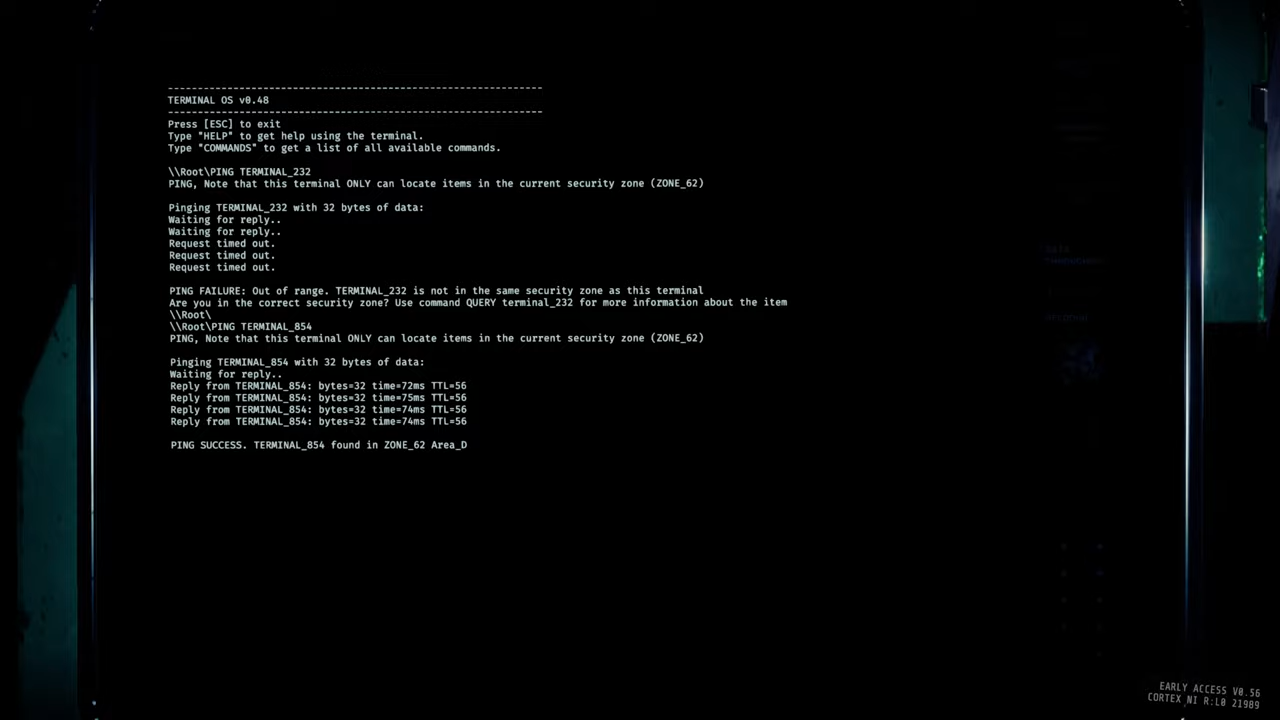 ------------------------------------------------------------
TERMINAL OS v0.48
------------------------------------------------------------
Press [ESC] to exit
Type "HELP" to get help using the terminal.
Type "COMMANDS" to get a list of all available commands.
\\Root\PING TERMINAL_232
PING, Note that this terminal ONLY can locate items in the current security zone (ZONE_62)
Pinging TERMINAL_232 with 32 bytes of data:
Waiting for reply..
Waiting for reply..
Request timed out.
Request timed out.
Request timed out.
PING FAILURE: Out of range. TERMINAL_232 is not in the same security zone as this terminal
Are you in the correct security zone? Use command QUERY terminal_232 for more information about the item
\\Root\
\\Root\PING TERMINAL_854
PING, Note that this terminal ONLY can locate items in the current security zone (ZONE_62)
Pinging TERMINAL_854 with 32 bytes of data:
Waiting for reply..
Reply from TERMINAL_854: bytes=32 time=72ms TTL=56
Reply from TERMINAL_854: bytes=32 time=75ms TTL=56
Reply from TERMINAL_854: bytes=32 time=74ms TTL=56
Reply from TERMINAL_854: bytes=32 time=74ms TTL=56
PING SUCCESS. TERMINAL_854 found in ZONE_62 Area_D
EARLY ACCESS V0.56
CORTEX NI R:L0 21989